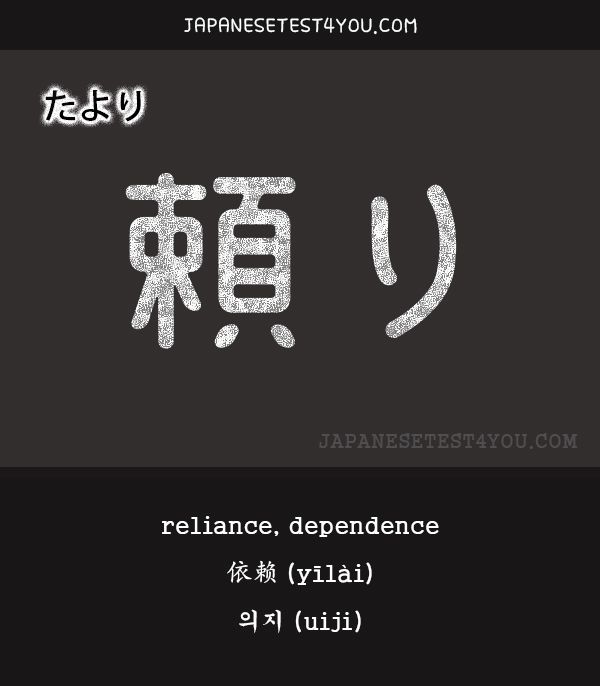 JAPANESETEST4YOU.COM
たより
頼り
JAPANESETEST4YOU.COM
reliance, dependence
依赖 (yīlài)
의지 (uiji)